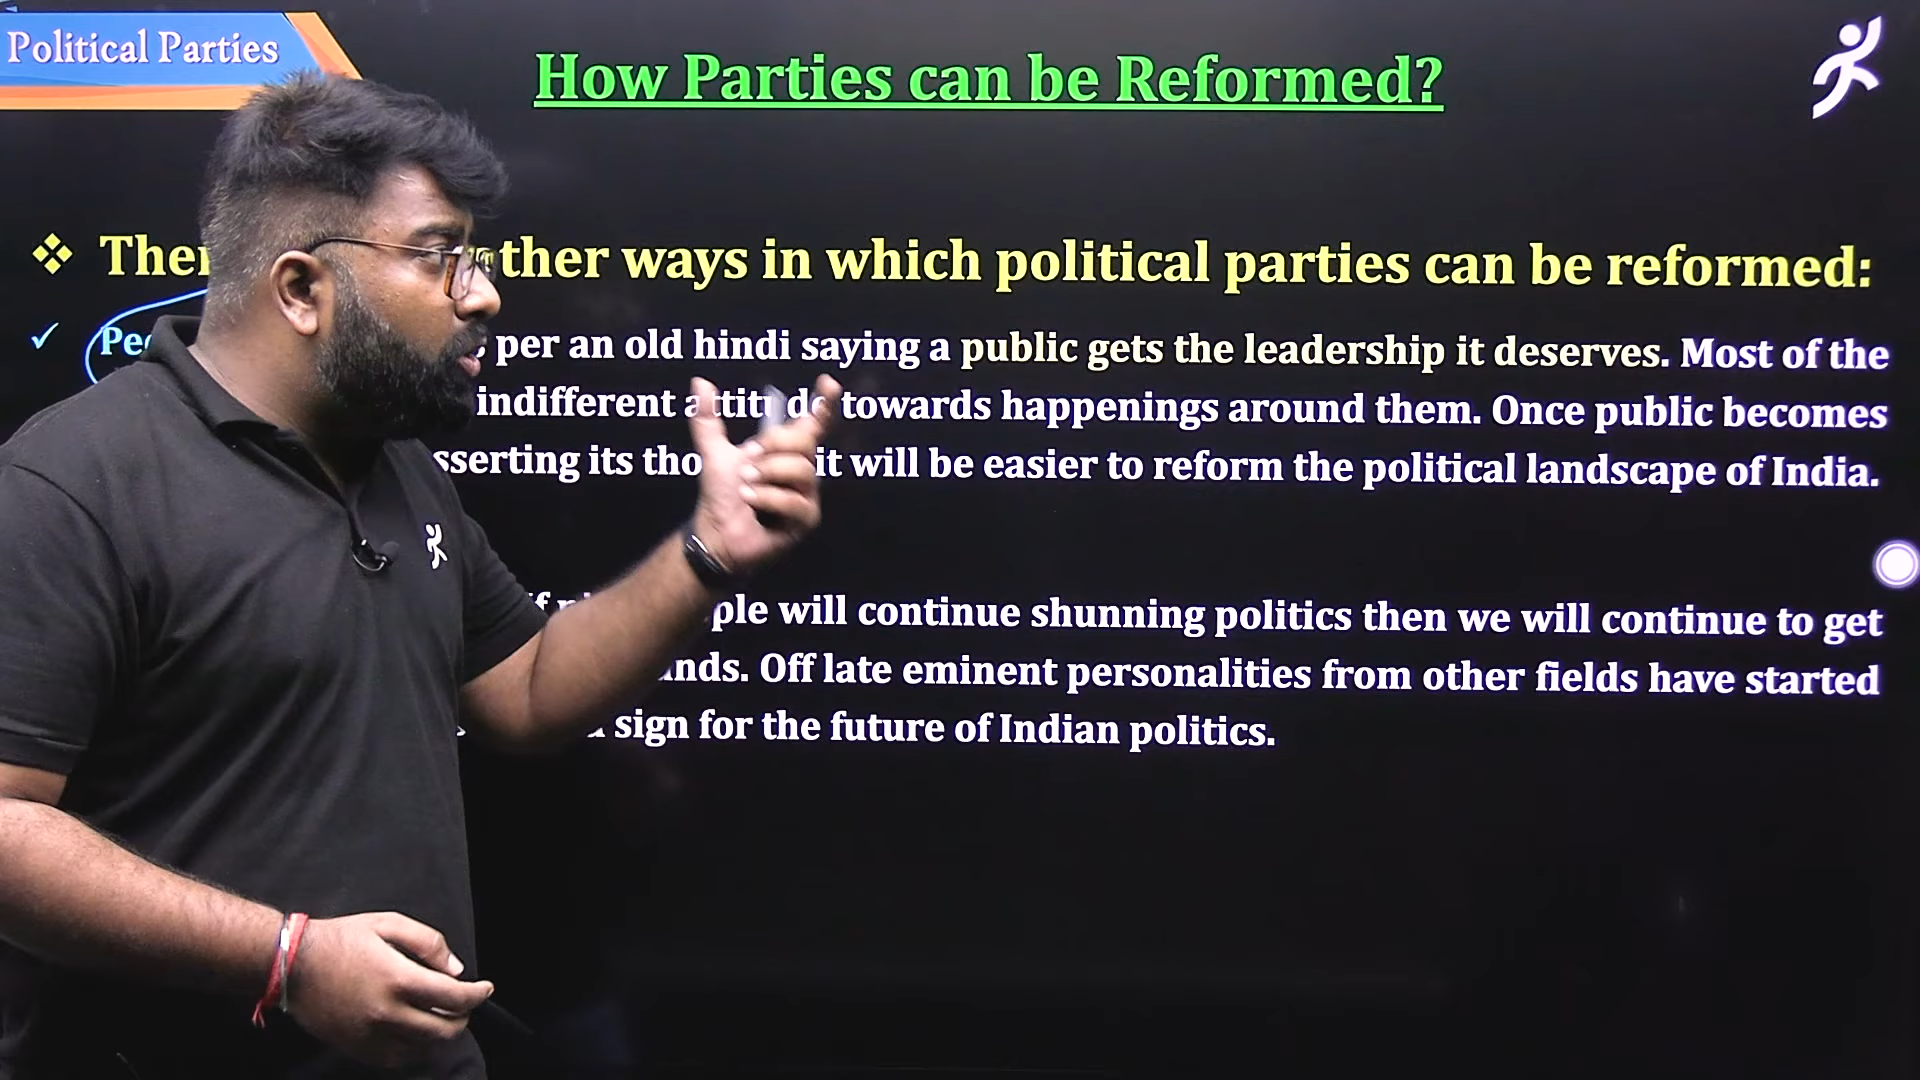 Political Parties
How Parties can be Reformed?
ther ways in which political parties can be reformed:
per an old hindi saying a public gets the leadership it deserves. Most of the
indifferent attitude towards happenings around them. Once public becomes
sserting its tho it will be easier to reform the political landscape of India.
ple will continue shunning politics then we will continue to get
nds. Off late eminent personalities from other fields have started
sign for the future of Indian politics.